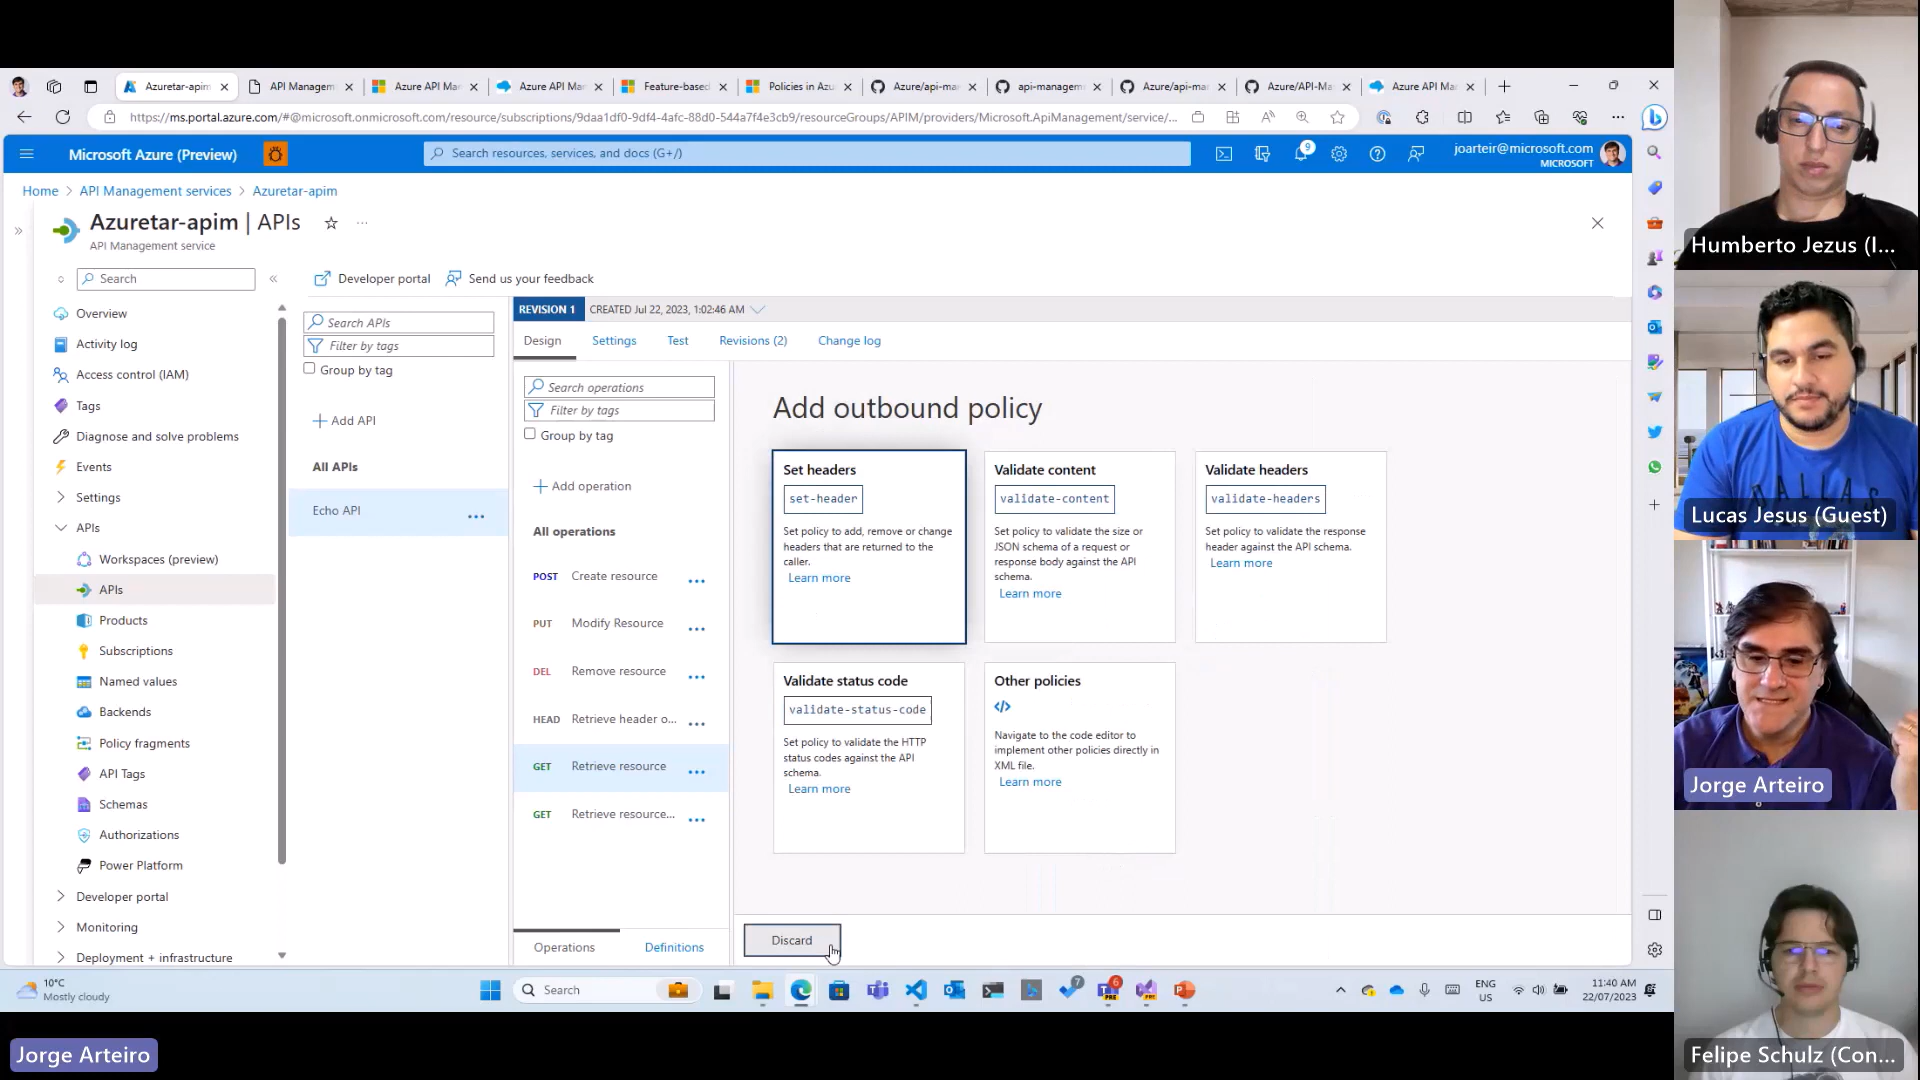 Azuretar-apim
API Managem
Azure API Ma
Azure API Ma
Feature-based
Policies in Azu
Azure/api-ma
api-managem
Azure/api-ma
Azure/API-Ma
Azure API Ma
https://ms.portal.azure.com/#@microsoft.onmicrosoft.com/resource/subscriptions/9daa1df0-9df4-4afc-88d0-544a7f4e3cb9/resourceGroups/APIM/providers/Microsoft.ApiManagement/service/...
Microsoft Azure (Preview)
Search resources, services, and docs (G+/)
9
joarteir@microsoft.com
MICROSOFT
Home > API Management services > Azuretar-apim
Azuretar-apim | APIs
API Management service
Search
Overview
Activity log
Access control (IAM)
Tags
Diagnose and solve problems
Events
Settings
APIs
Workspaces (preview)
APIs
Products
Subscriptions
Named values
Backends
Policy fragments
API Tags
Schemas
Authorizations
Power Platform
Developer portal
Monitoring
Deployment + infrastructure
Developer portal
Send us your feedback
Search APIs
Filter by tags
Group by tag
Add API
All APIs
Echo API
REVISION 1
CREATED Jul 22, 2023, 1:02:46 AM
Design
Settings
Test
Revisions (2)
Change log
Search operations
Filter by tags
Group by tag
Add operation
All operations
POST Create resource
PUT Modify Resource
DEL Remove resource
HEAD Retrieve header o...
GET Retrieve resource
GET Retrieve resource...
Operations
Definitions
Add outbound policy
Set headers
set-header
Set policy to add, remove or change
headers that are returned to the
caller.
Learn more
Validate content
validate-content
Set policy to validate the size or
JSON schema of a request or
response body against the API
schema.
Learn more
Validate headers
validate-headers
Set policy to validate the response
header against the API schema.
Learn more
Validate status code
validate-status-code
Set policy to validate the HTTP
status codes against the API
schema.
Learn more
Other policies
</>
Navigate to the code editor to
implement other policies directly in
XML file.
Learn more
Discard
10°C
Mostly cloudy
Search
7
6
ENG
US
11:40 AM
22/07/2023
Humberto Jezus (I...
Lucas Jesus (Guest)
Jorge Arteiro
Felipe Schulz (Con...
Jorge Arteiro